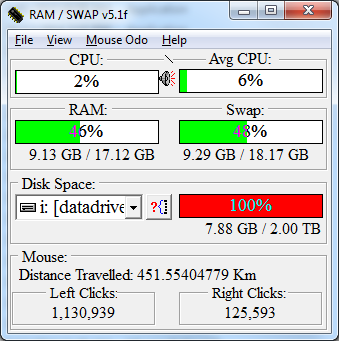 RAM / SWAP v5.1f
File View Mouse Odo Help
CPU: Avg CPU:
2% 6%
RAM: Swap:
46% 48%
9.13 GB / 17.12 GB 9.29 GB / 18.17 GB
Disk Space:
i: [datadrive ?{} 100%
7.88 GB / 2.00 TB
Mouse:
Distance Travelled: 451.55404779 Km
Left Clicks: Right Clicks:
1,130,939 125,593